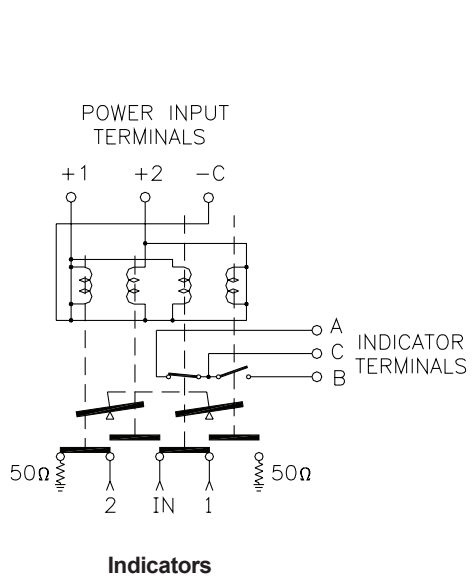 POWER INPUT
TERMINALS
+1 +2 -C
A
C
B
INDICATOR
TERMINALS
50Ω
50Ω
2 IN 1
Indicators